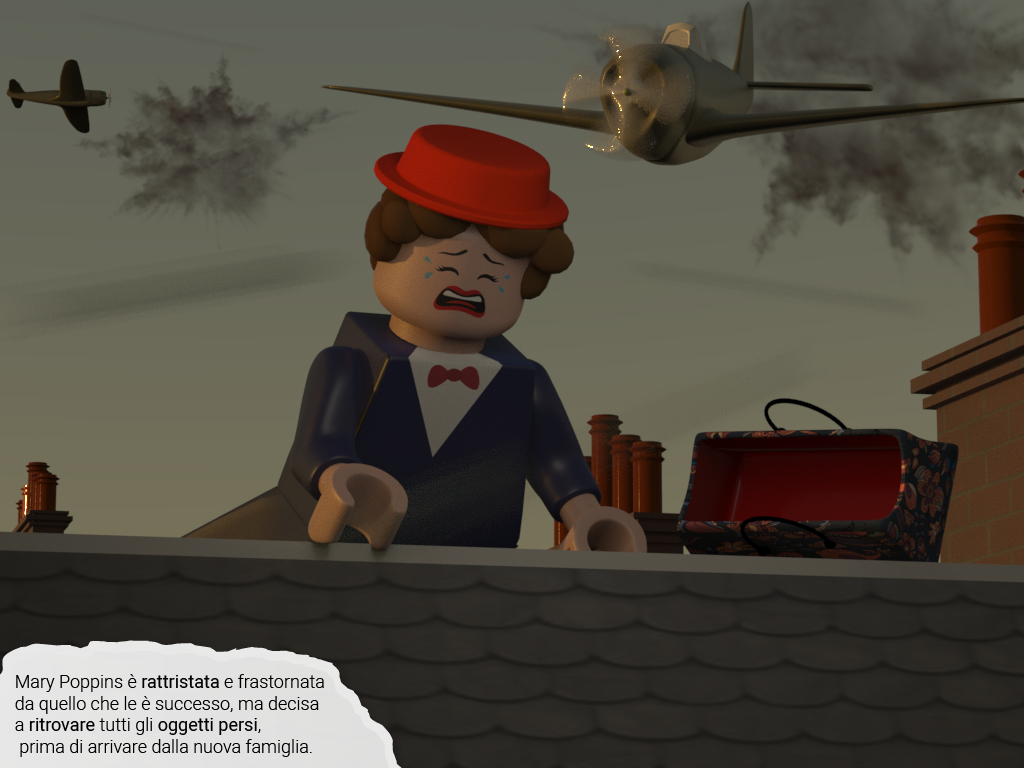 Mary Poppins è rattristata e frastornata
da quello che le è successo, ma decisa
a ritrovare tutti gli oggetti persi,
prima di arrivare dalla nuova famiglia.